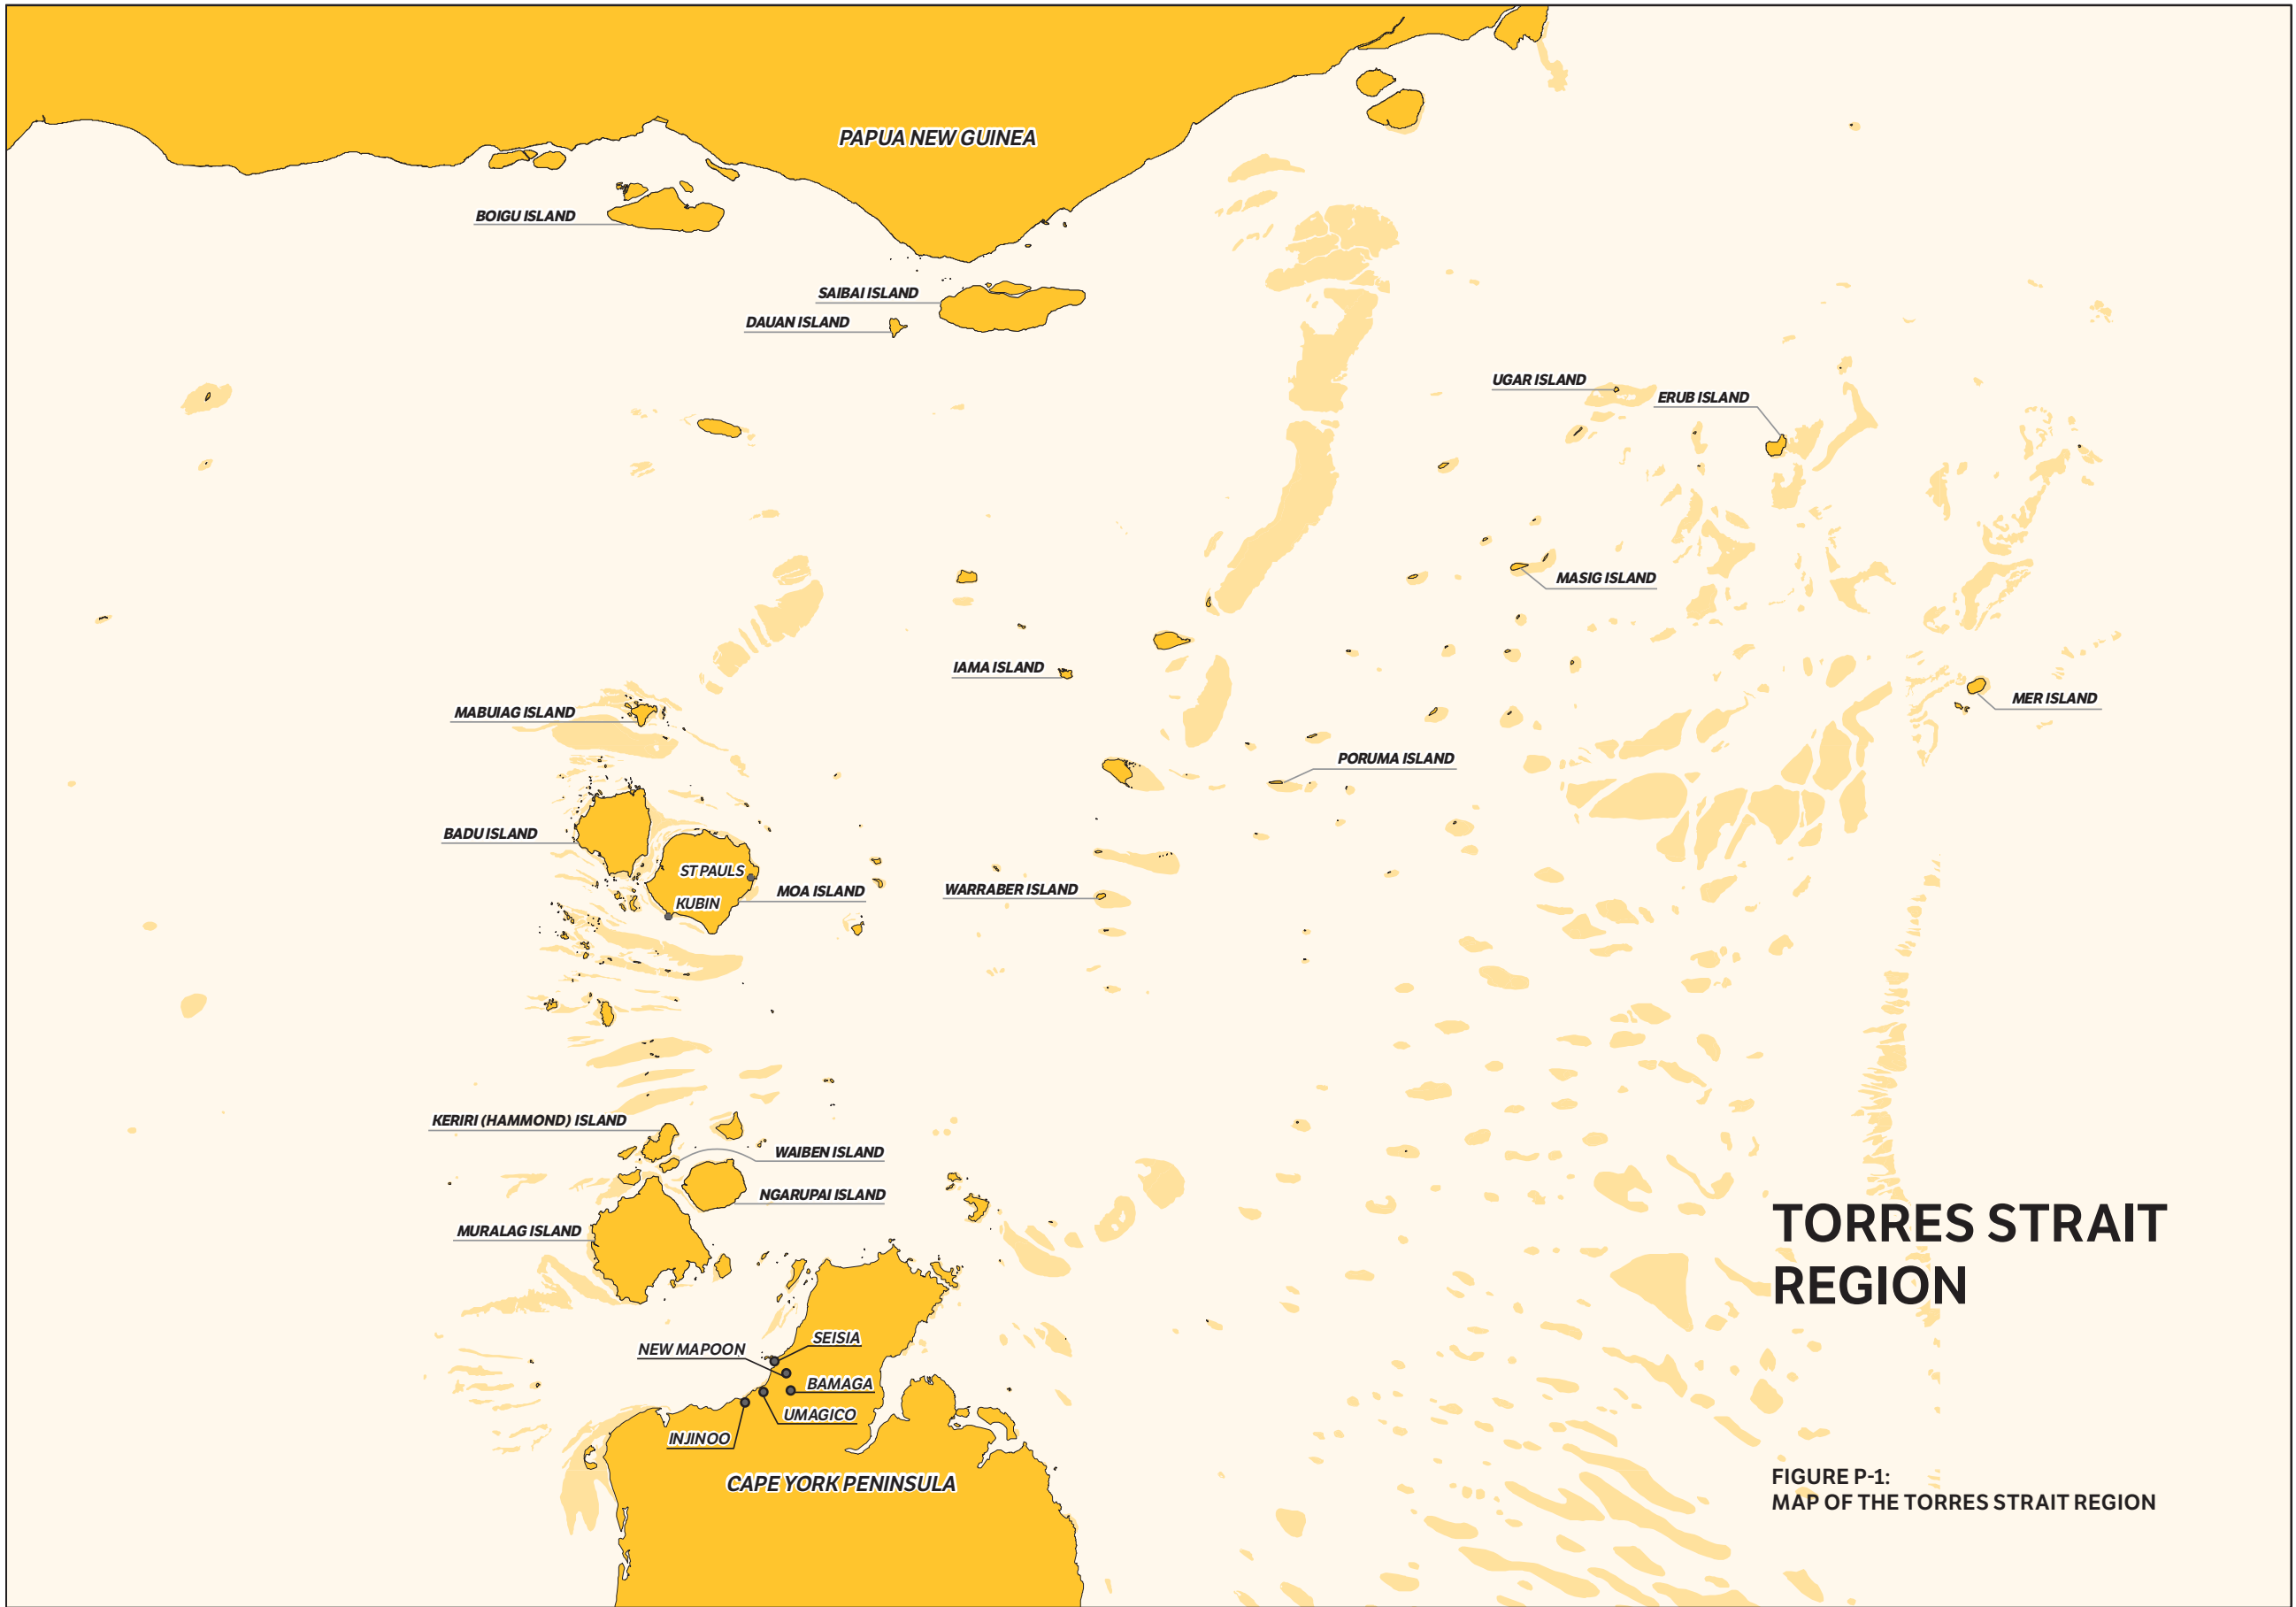 PAPUA NEW GUINEA
BOIGU ISLAND
SAIBAI ISLAND
DAUAN ISLAND
UGAR ISLAND
ERUB ISLAND
MASIG ISLAND
IAMA ISLAND
MER ISLAND
MABUIAG ISLAND
PORUMA ISLAND
BADU ISLAND
ST PAULS
MOA ISLAND
WARRABER ISLAND
KUBIN
KERIRI (HAMMOND) ISLAND
WAIBEN ISLAND
NGARUPAI ISLAND
MURALAG ISLAND
TORRES STRAIT
REGION
SEISIA
NEW MAPOON
BAMAGA
UMAGICO
INJINOO
CAPE YORK PENINSULA
FIGURE P-1:
MAP OF THE TORRES STRAIT REGION